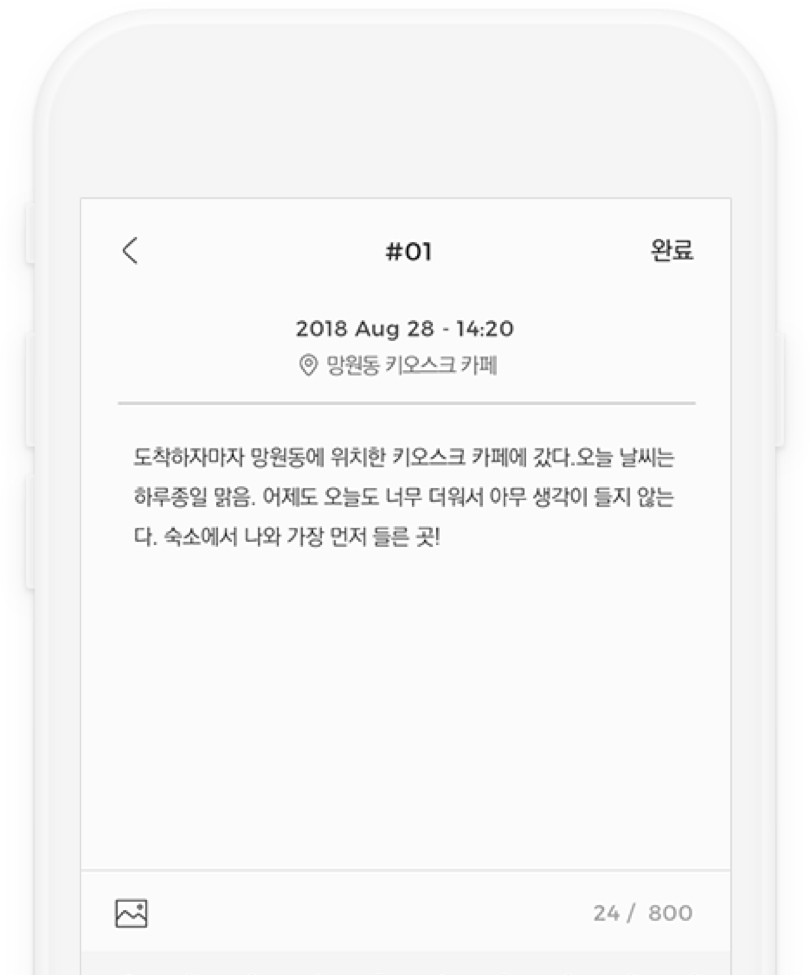 #01 완료
2018 Aug 28 - 14:20
망원동 키오스크 카페
도착하자마자 망원동에 위치한 키오스크 카페에 갔다.오늘 날씨는
하루종일 맑음. 어제도 오늘도 너무 더워서 아무 생각이 들지 않는
다. 숙소에서 나와 가장 먼저 들른 곳!
24 / 800